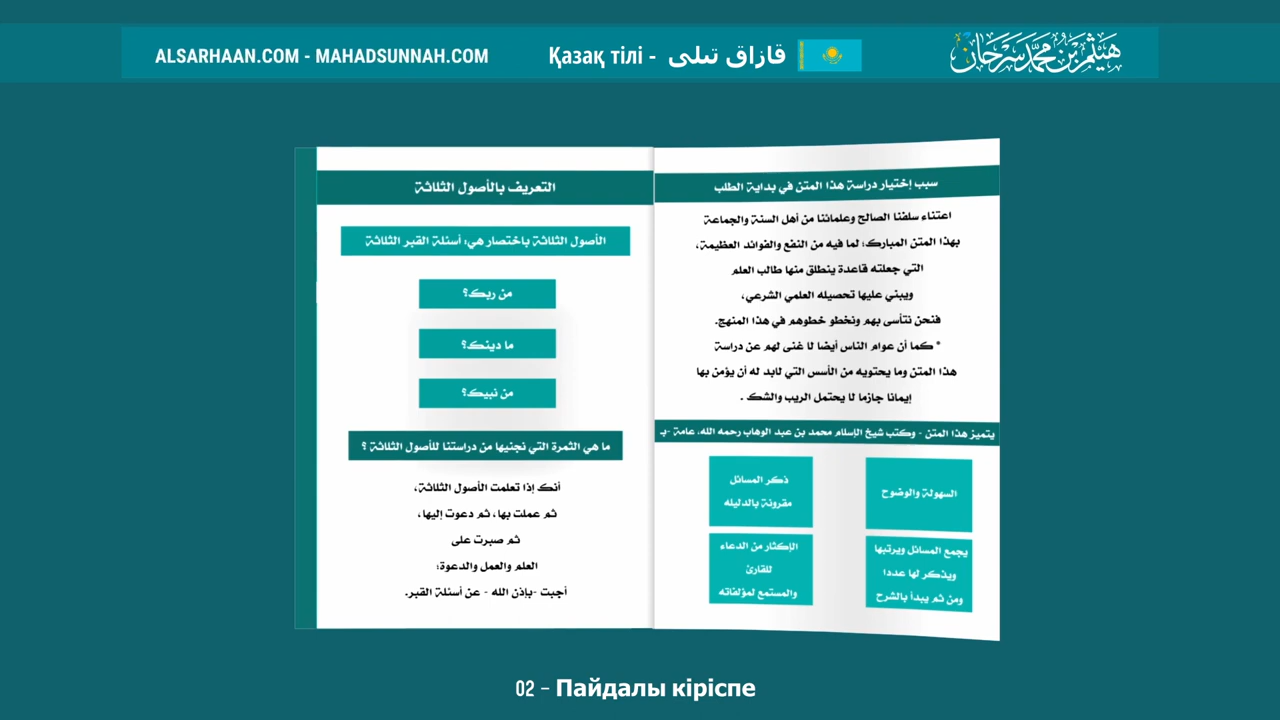 ALSARHAAN.COM - MAHADSUNNAH.COM
Қазақ тілі - قازاق تىلى
هيثم بن محمد سرحان
سبب إختيار دراسة هذا المتن في بداية الطلب
اعتناء سلفنا الصالح وعلمائنا من أهل السنة والجماعة
بهذا المتن المبارك؛ لما فيه من النفع والفوائد العظيمة،
التي جعلته قاعدة ينطلق منها طالب العلم
ويبني عليها تحصيله العلمي الشرعي،
فنحن نتأسى بهم ونخطو خطوهم في هذا المنهج.
* كما أن عوام الناس أيضا لا غنى لهم عن دراسة
هذا المتن وما يحتويه من الأسس التي لابد له أن يؤمن بها
إيمانا جازما لا يحتمل الريب والشك .
يتميز هذا المتن - وكتب شيخ الإسلام محمد بن عبد الوهاب رحمه الله، عامة -بـ
السهولة والوضوح
ذكر المسائل
مقرونة بالدليله
يجمع المسائل ويرتبها
ويذكر لها عددا
ومن ثم يبدأ بالشرح
الإكثار من الدعاء
للقارئ
والمستمع لمؤلفاته
التعريف بالأصول الثلاثة
الأصول الثلاثة باختصار هي: أسئلة القبر الثلاثة
من ربك؟
ما دينك؟
من نبيك؟
ما هي الثمرة التي نجنيها من دراستنا للأصول الثلاثة ؟
أنك إذا تعلمت الأصول الثلاثة،
ثم عملت بها، ثم دعوت إليها،
ثم صبرت على
العلم والعمل والدعوة؛
أجبت -بإذن الله - عن أسئلة القبر.
02 - Пайдалы кіріспе